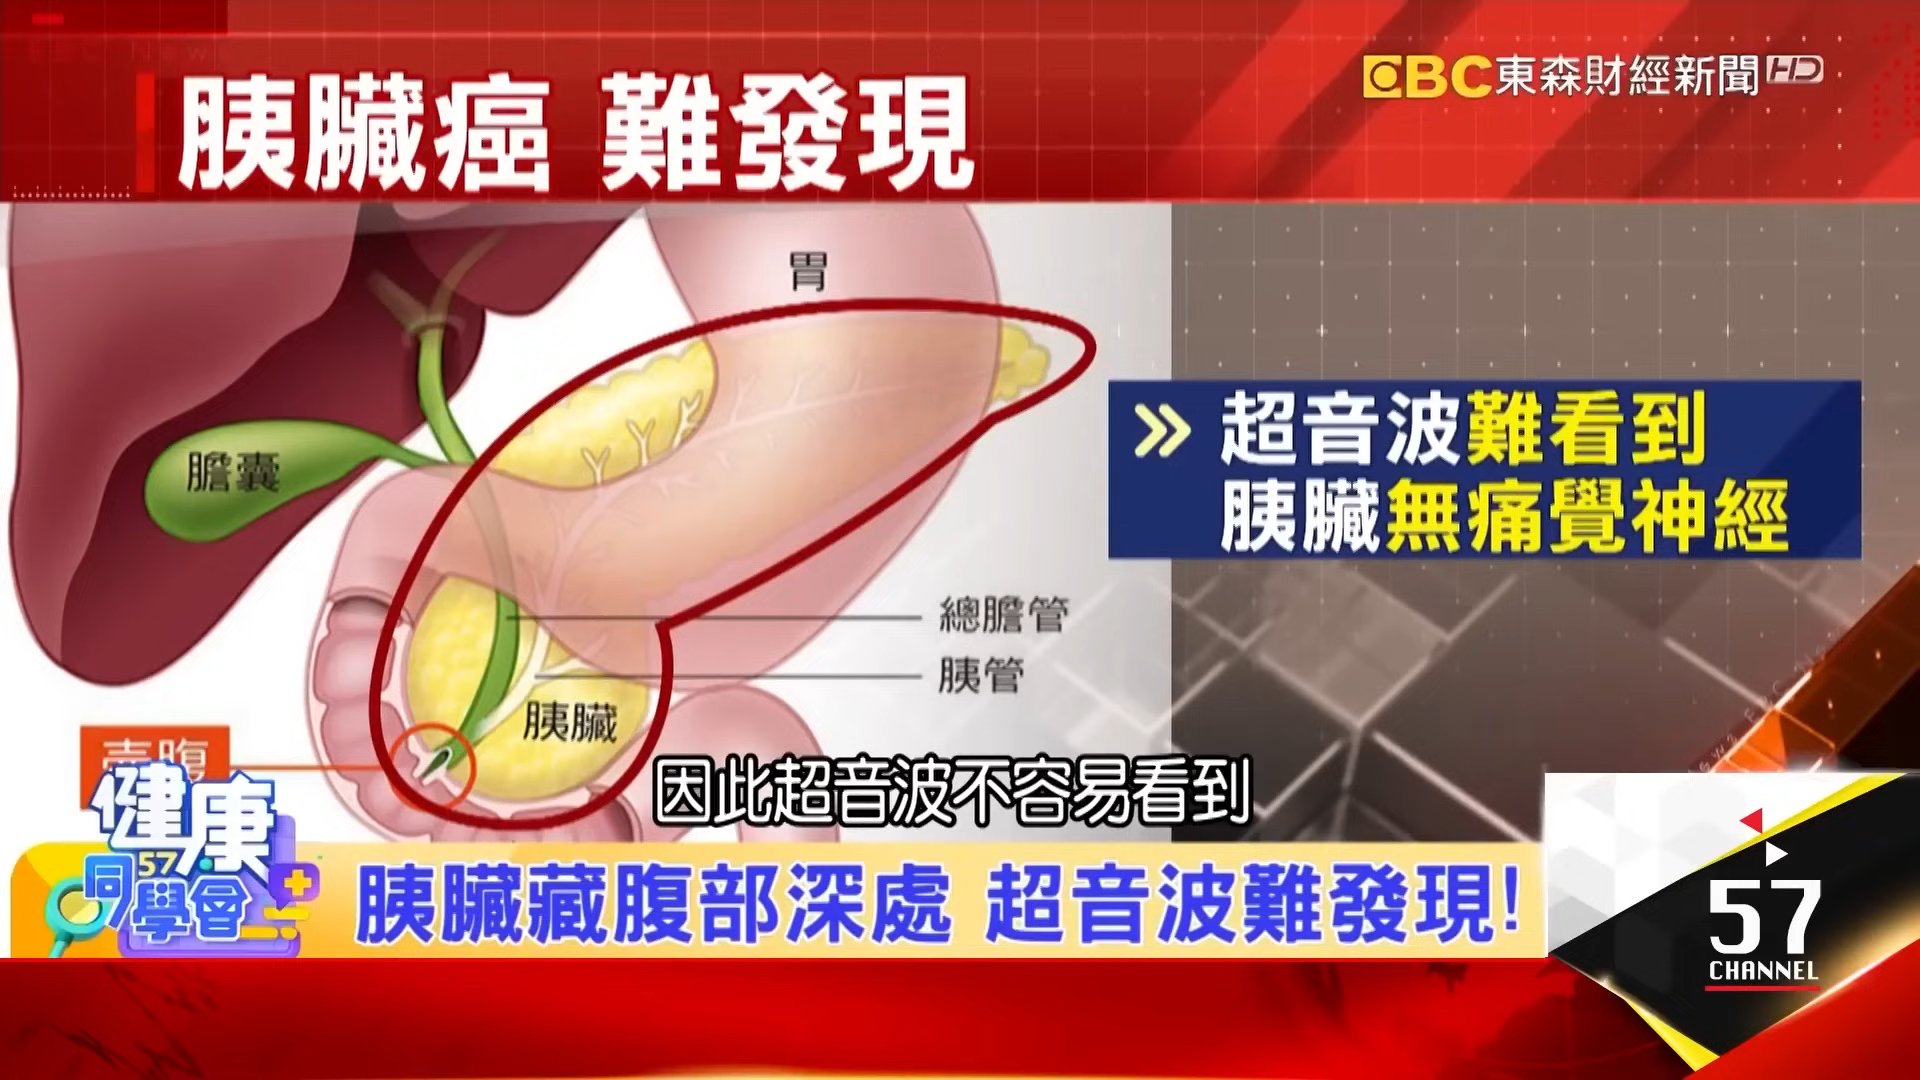 胰臟癌 難發現
EBC東森財經新聞HD
胃
膽囊
超音波難看到
胰臟無痛覺神經
總膽管
胰管
胰臟
因此超音波不容易看到
健康
57
同學會
胰臟藏腹部深處 超音波難發現!
57
CHANNEL